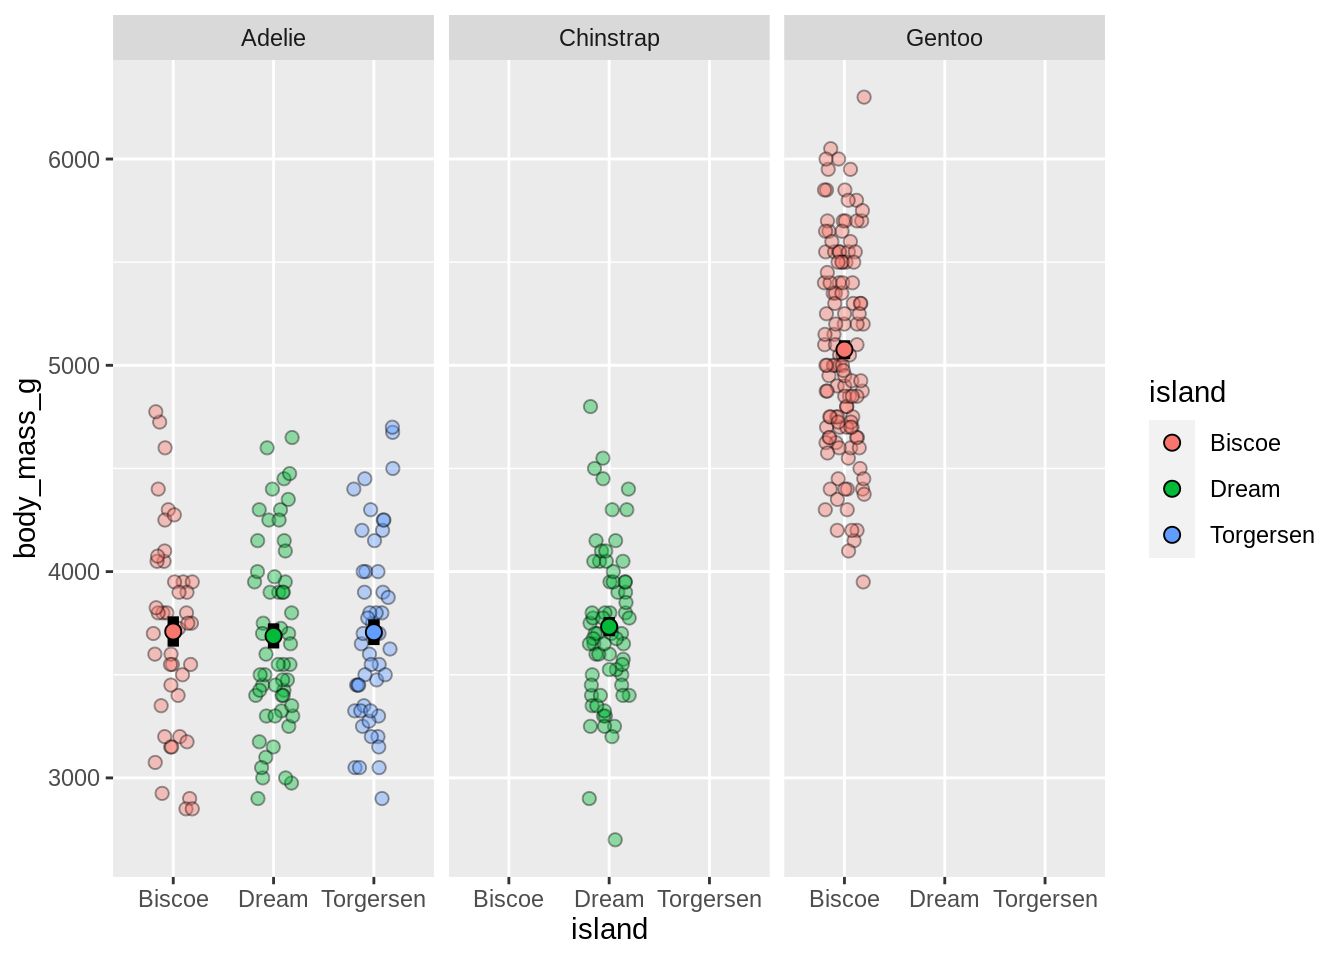 Adelie Chinstrap Gentoo
6000
5000
4000
3000
body_mass_g
Biscoe Dream Torgersen Biscoe Dream Torgersen Biscoe Dream Torgersen
island
island
Biscoe
Dream
Torgersen